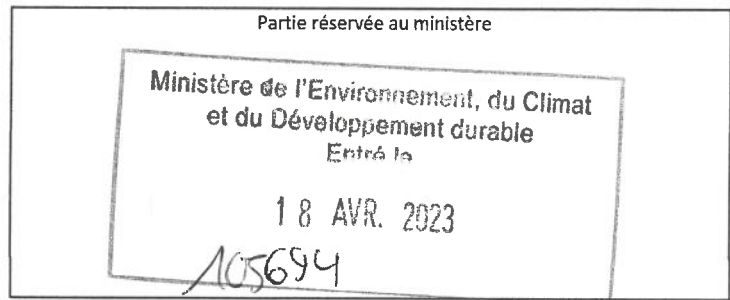 Partie réservée au ministère
Ministère de l'Environnement, du Climat
et du Développement durable
Entré le
18 AVR. 2023
105694